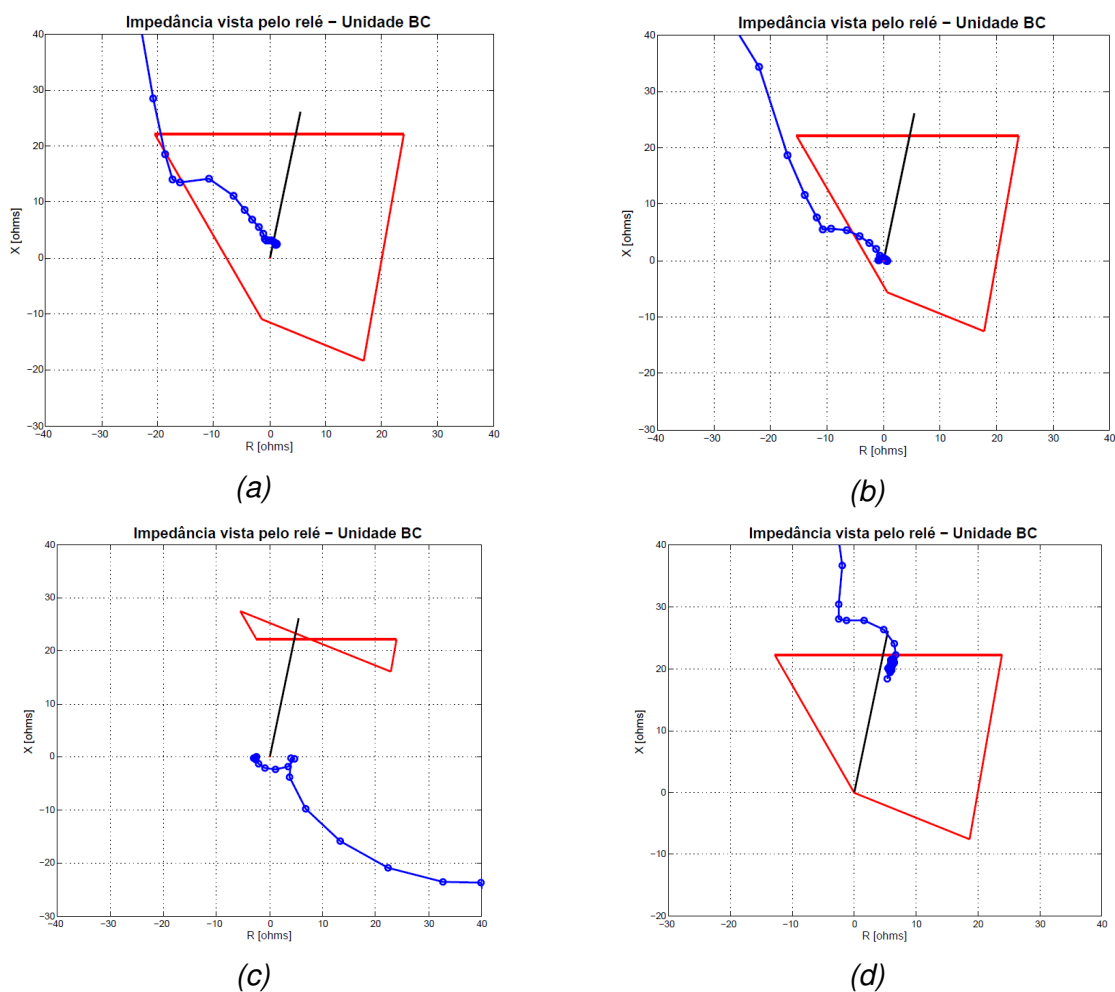 Impedância vista pelo relé − Unidade BC
40
30
20
10
0
−10
−20
−30
X [ohms]
−40 −30 −20 −10 0 10 20 30 40
R [ohms]
(a)
Impedância vista pelo relé − Unidade BC
40
30
20
10
0
−10
−20
−30
X [ohms]
−40 −30 −20 −10 0 10 20 30 40
R [ohms]
(b)
Impedância vista pelo relé − Unidade BC
40
30
20
10
0
−10
−20
−30
X [ohms]
−40 −30 −20 −10 0 10 20 30 40
R [ohms]
(c)
Impedância vista pelo relé − Unidade BC
40
30
20
10
0
−10
−20
X [ohms]
−30 −20 −10 0 10 20 30 40
R [ohms]
(d)